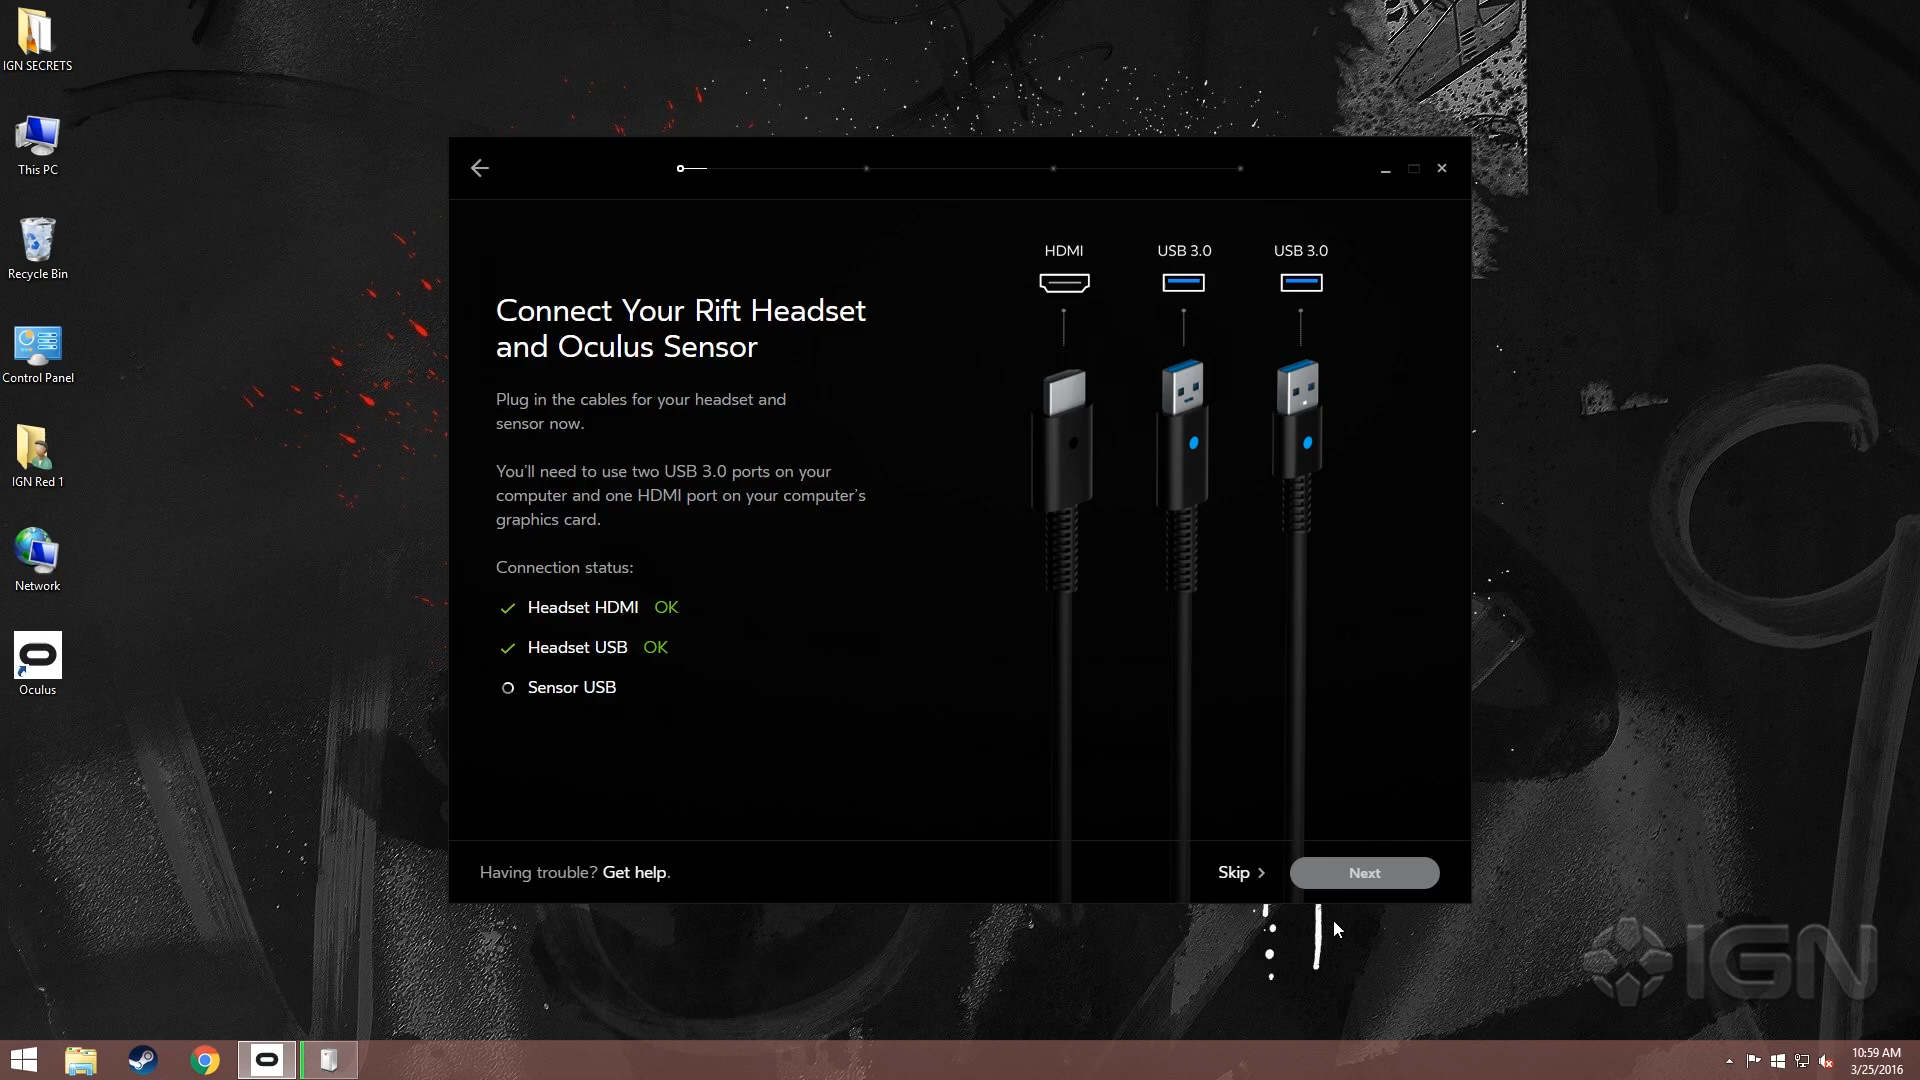 IGN SECRETS
This PC
Recycle Bin
Control Panel
IGN Red 1
Network
Oculus
HDMI
USB 3.0
USB 3.0
Connect Your Rift Headset
and Oculus Sensor
Plug in the cables for your headset and
sensor now.
You'll need to use two USB 3.0 ports on your
computer and one HDMI port on your computer's
graphics card.
Connection status:
Headset HDMI OK
Headset USB OK
Sensor USB
Having trouble? Get help.
Skip
Next
IGN
10:59 AM
3/25/2016